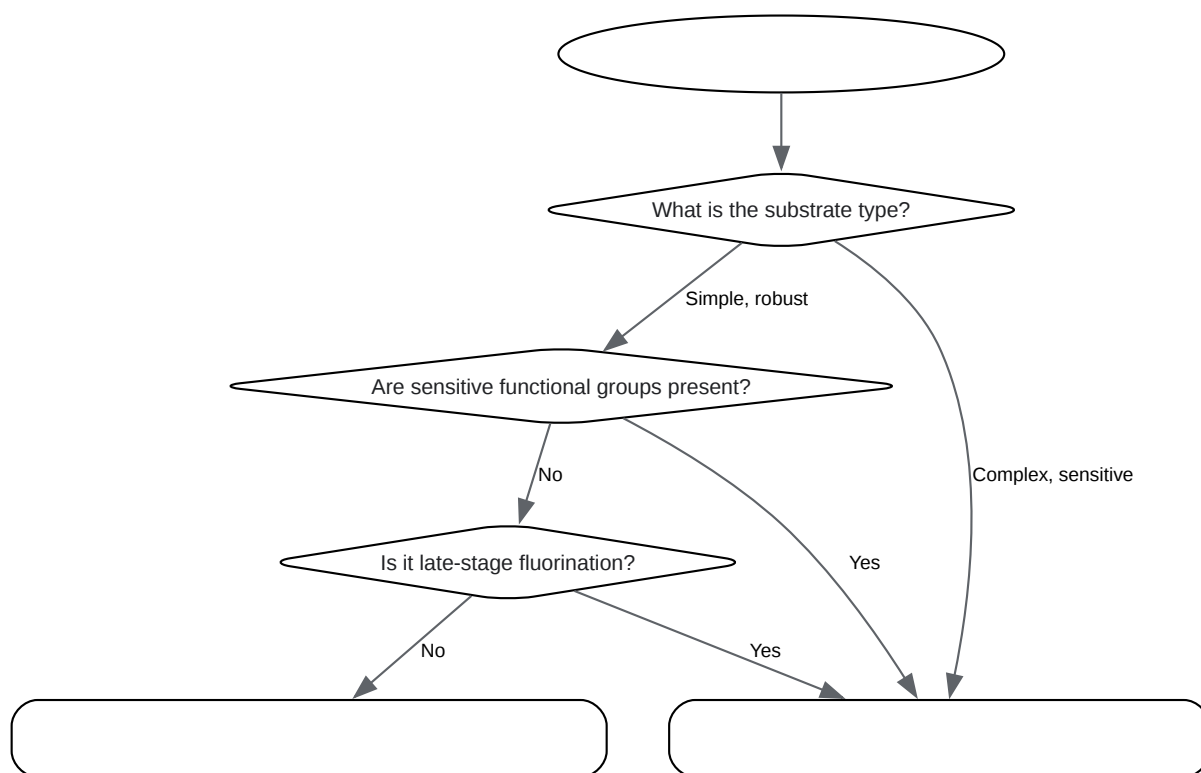 What is the substrate type?
Simple, robust
Are sensitive functional groups present?
No
Complex, sensitive
Is it late-stage fluorination?
Yes
No
Yes